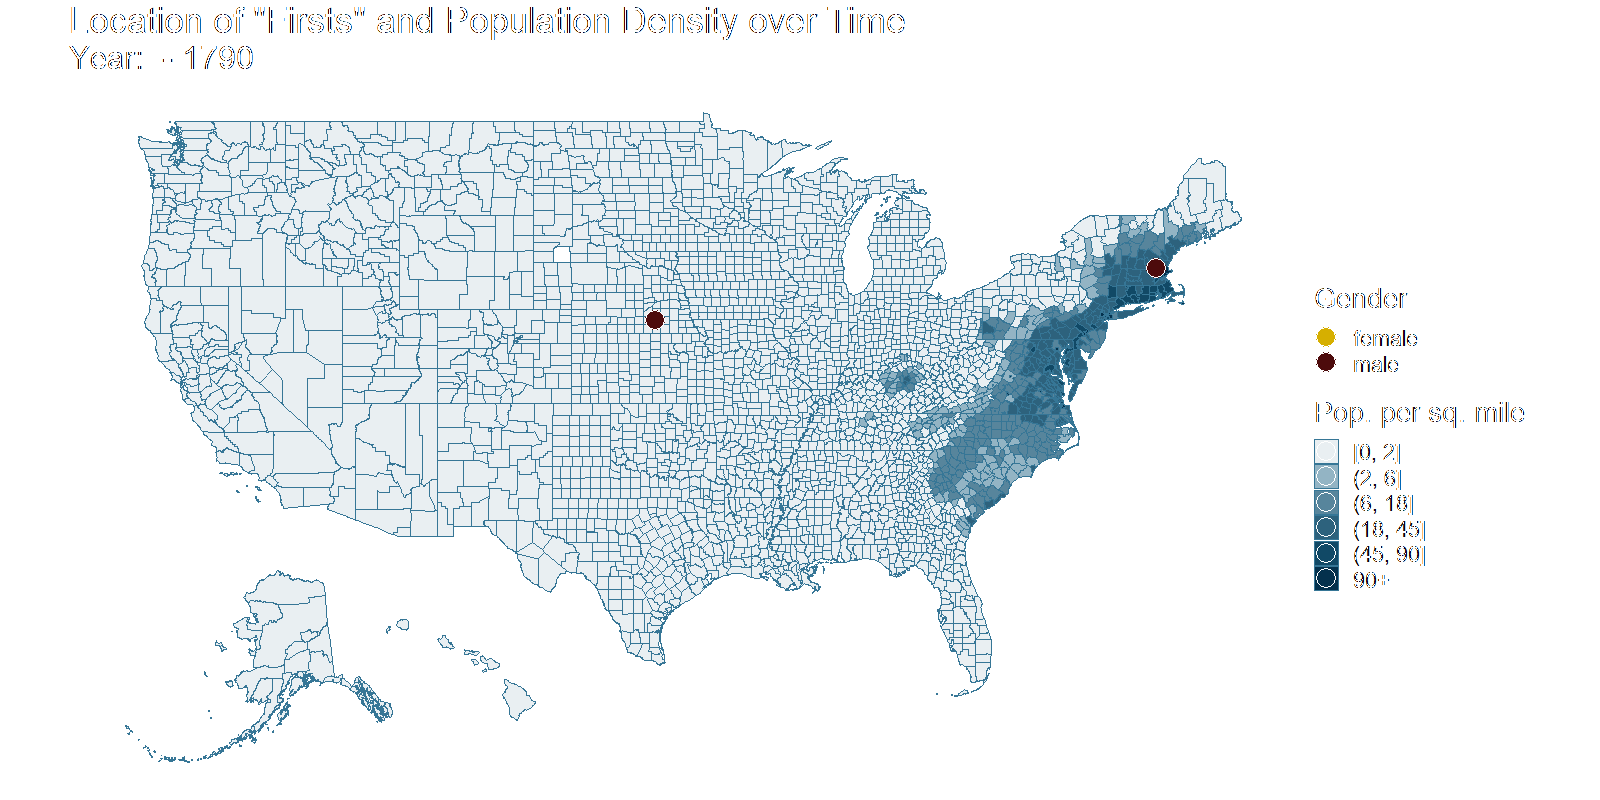 Location of "Firsts" and Population Density over Time
Year: - 1790
Gender
female
male
Pop. per sq. mile
[0, 2]
(2, 6]
(6, 18]
(18, 45]
(45, 90]
90+